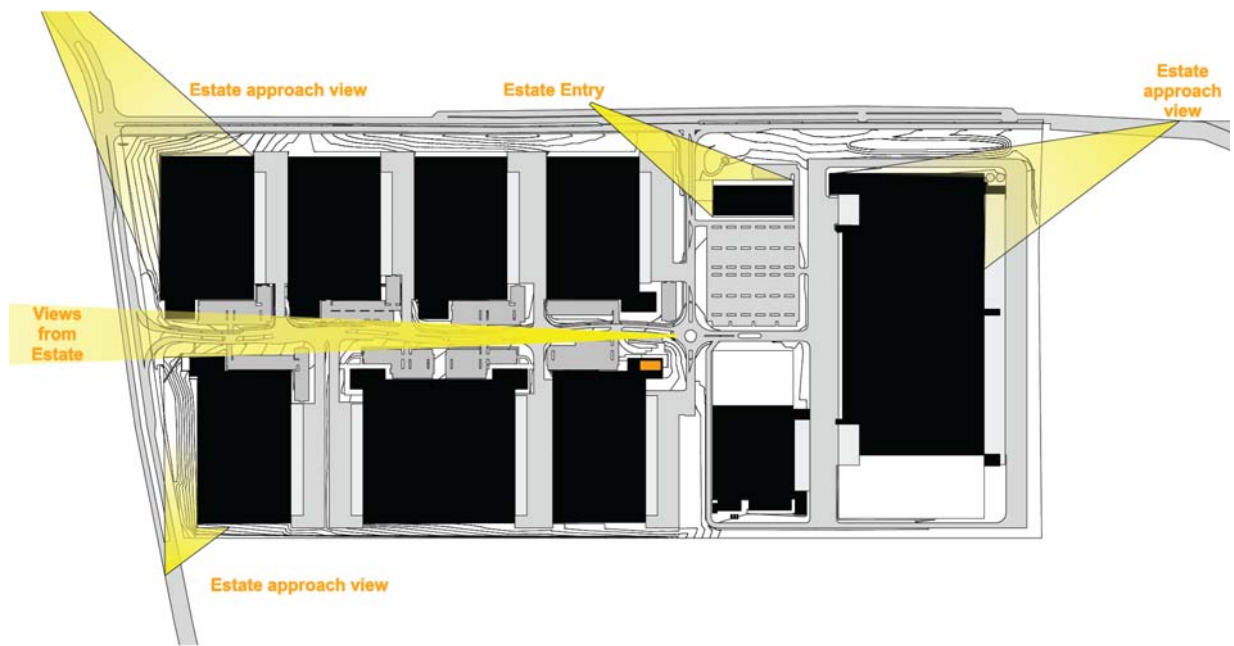 Estate approach view
Estate Entry
Estate
approach
view
Views
from
Estate
Estate approach view